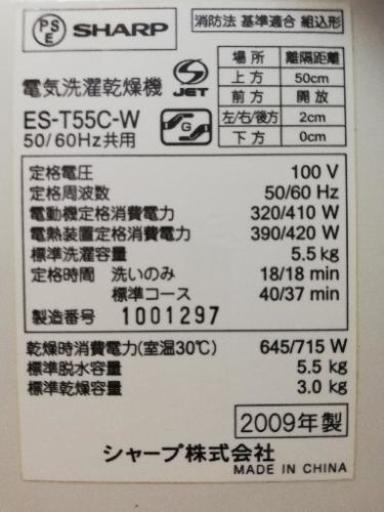 PSE SHARP
消防法 基準適合 組込形
電気洗濯乾燥機 S JET
ES-T55C-W
50/60Hz共用
場所 離隔距離
上方 50cm
前方 開放
左/右/後方 2cm
下方 0cm
定格電圧 100 V
定格周波数 50/60 Hz
電動機定格消費電力 320/410 W
電熱装置定格消費電力 390/420 W
標準洗濯容量 5.5 kg
定格時間 洗いのみ 18/18 min
標準コース 40/37 min
製造番号 1001297
乾燥時消費電力(室温30℃) 645/715 W
標準脱水容量 5.5 kg
標準乾燥容量 3.0 kg
2009年製
シャープ株式会社
MADE IN CHINA